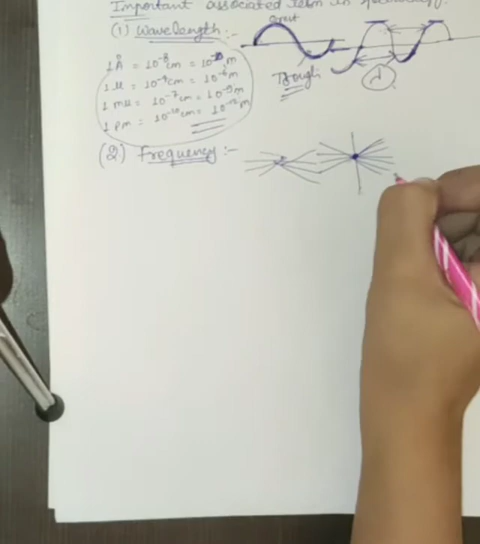 Important associated term in spectroscopy.
(1) Wavelength :-
Crest
Trough
λ
1 Å = 10⁻⁸ cm = 10⁻¹⁰ m
1 μ = 10⁻⁴ cm = 10⁻⁶ m
1 mμ = 10⁻⁷ cm = 10⁻⁹ m
1 pm = 10⁻¹⁰ cm = 10⁻¹² m
(2) Frequency :-